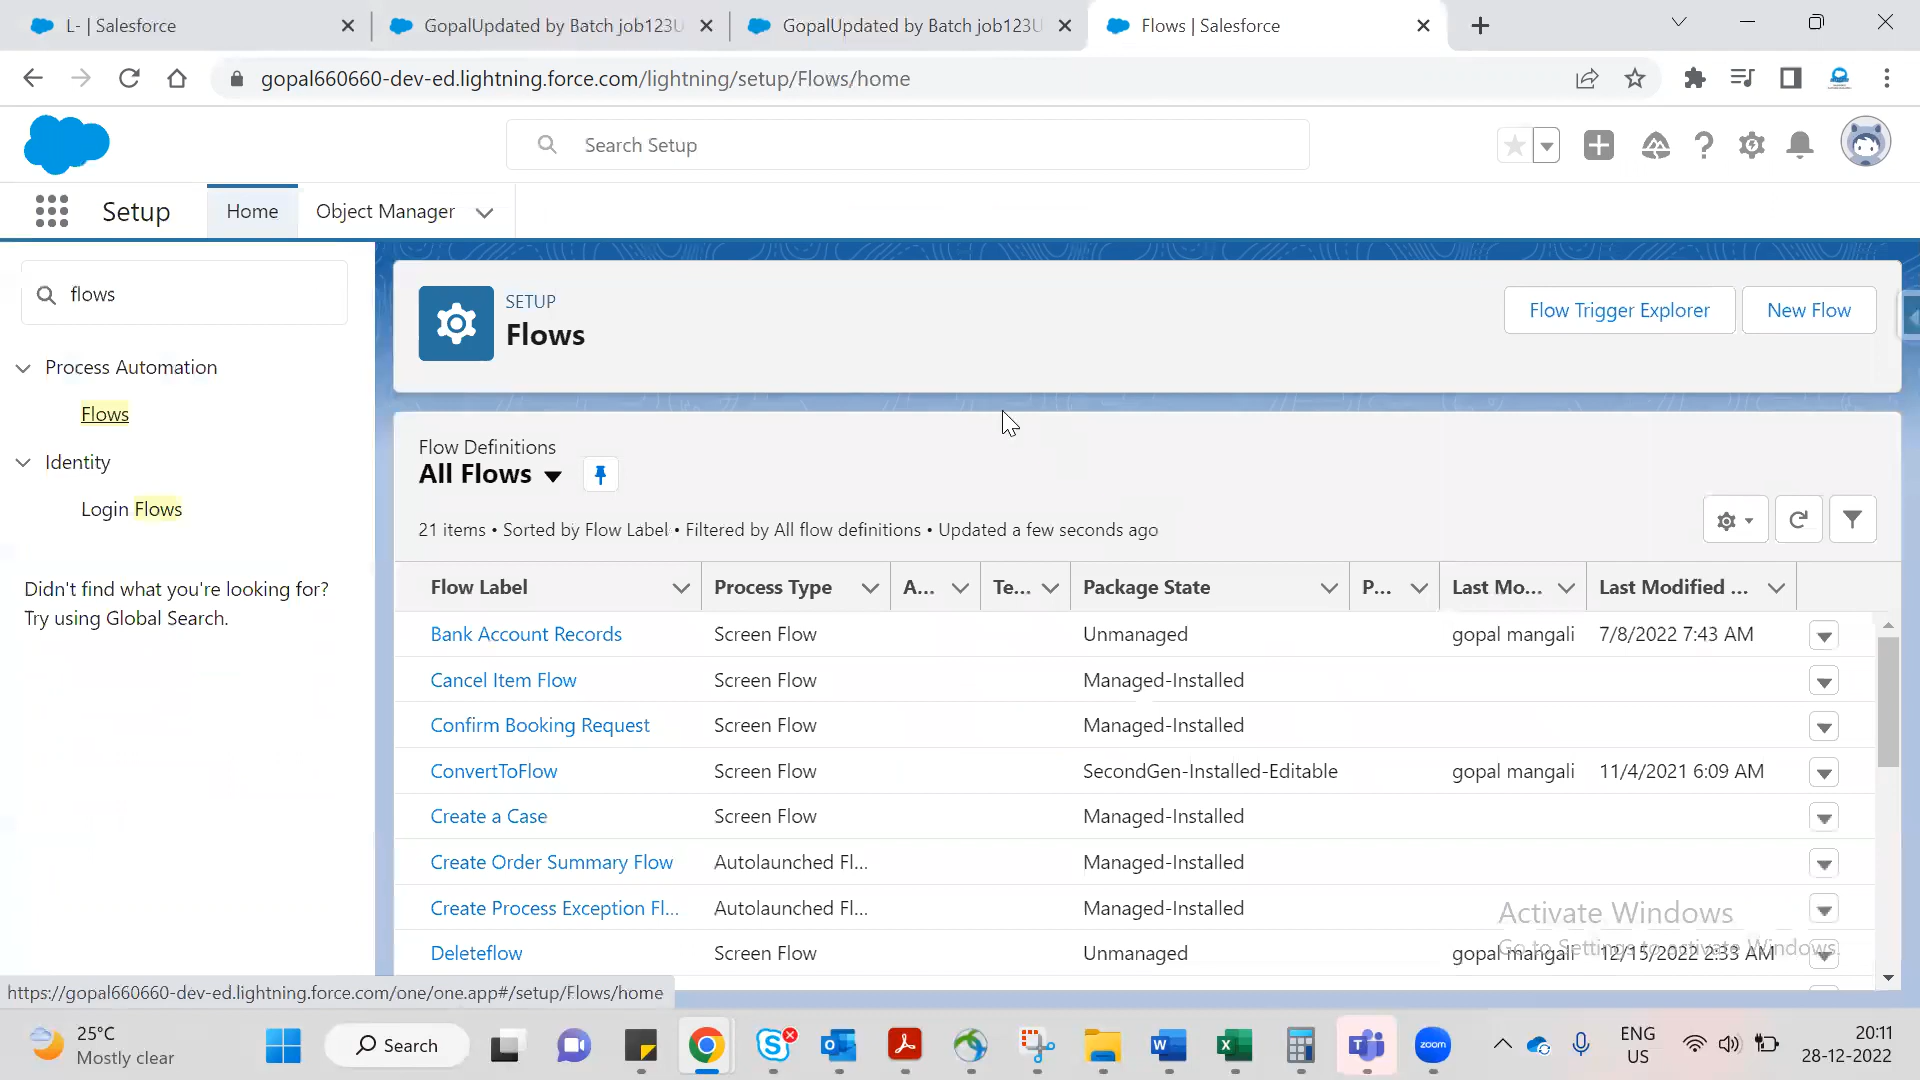 L- | Salesforce
GopalUpdated by Batch job123U
GopalUpdated by Batch job123U
Flows | Salesforce
gopal660660-dev-ed.lightning.force.com/lightning/setup/Flows/home
Search Setup
Setup
Home
Object Manager
flows
Process Automation
Flows
Identity
Login Flows
Didn't find what you're looking for?
Try using Global Search.
SETUP
Flows
Flow Trigger Explorer
New Flow
Flow Definitions
All Flows
21 items • Sorted by Flow Label • Filtered by All flow definitions • Updated a few seconds ago
Flow Label Process Type A... Te... Package State P... Last Mo... Last Modified ...
Bank Account Records Screen Flow Unmanaged gopal mangali 7/8/2022 7:43 AM
Cancel Item Flow Screen Flow Managed-Installed
Confirm Booking Request Screen Flow Managed-Installed
ConvertToFlow Screen Flow SecondGen-Installed-Editable gopal mangali 11/4/2021 6:09 AM
Create a Case Screen Flow Managed-Installed
Create Order Summary Flow Autolaunched Fl... Managed-Installed
Create Process Exception Fl... Autolaunched Fl... Managed-Installed
Deleteflow Screen Flow Unmanaged gopal mangali 12/15/2022 2:33 AM
Activate Windows
Go to Settings to activate Windows.
https://gopal660660-dev-ed.lightning.force.com/one/one.app#/setup/Flows/home
25°C
Mostly clear
Search
zoom
ENG
US
20:11
28-12-2022